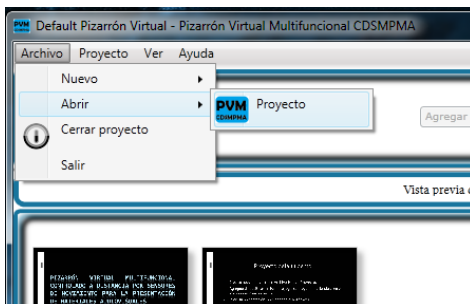 Default Pizarrón Virtual - Pizarrón Virtual Multifuncional CDSMPMA
Archivo Proyecto Ver Ayuda
Nuevo
Abrir
PVM
CDSMPMA
Proyecto
Agregar
Cerrar proyecto
Salir
Vista previa
PIZARRÓN VIRTUAL MULTIFUNCIONAL
CONTROLADO A DISTANCIA POR SENSORES
DE MOVIMIENTO PARA LA PRESENTACIÓN
DE MATERIALES AUDIOVISUALES